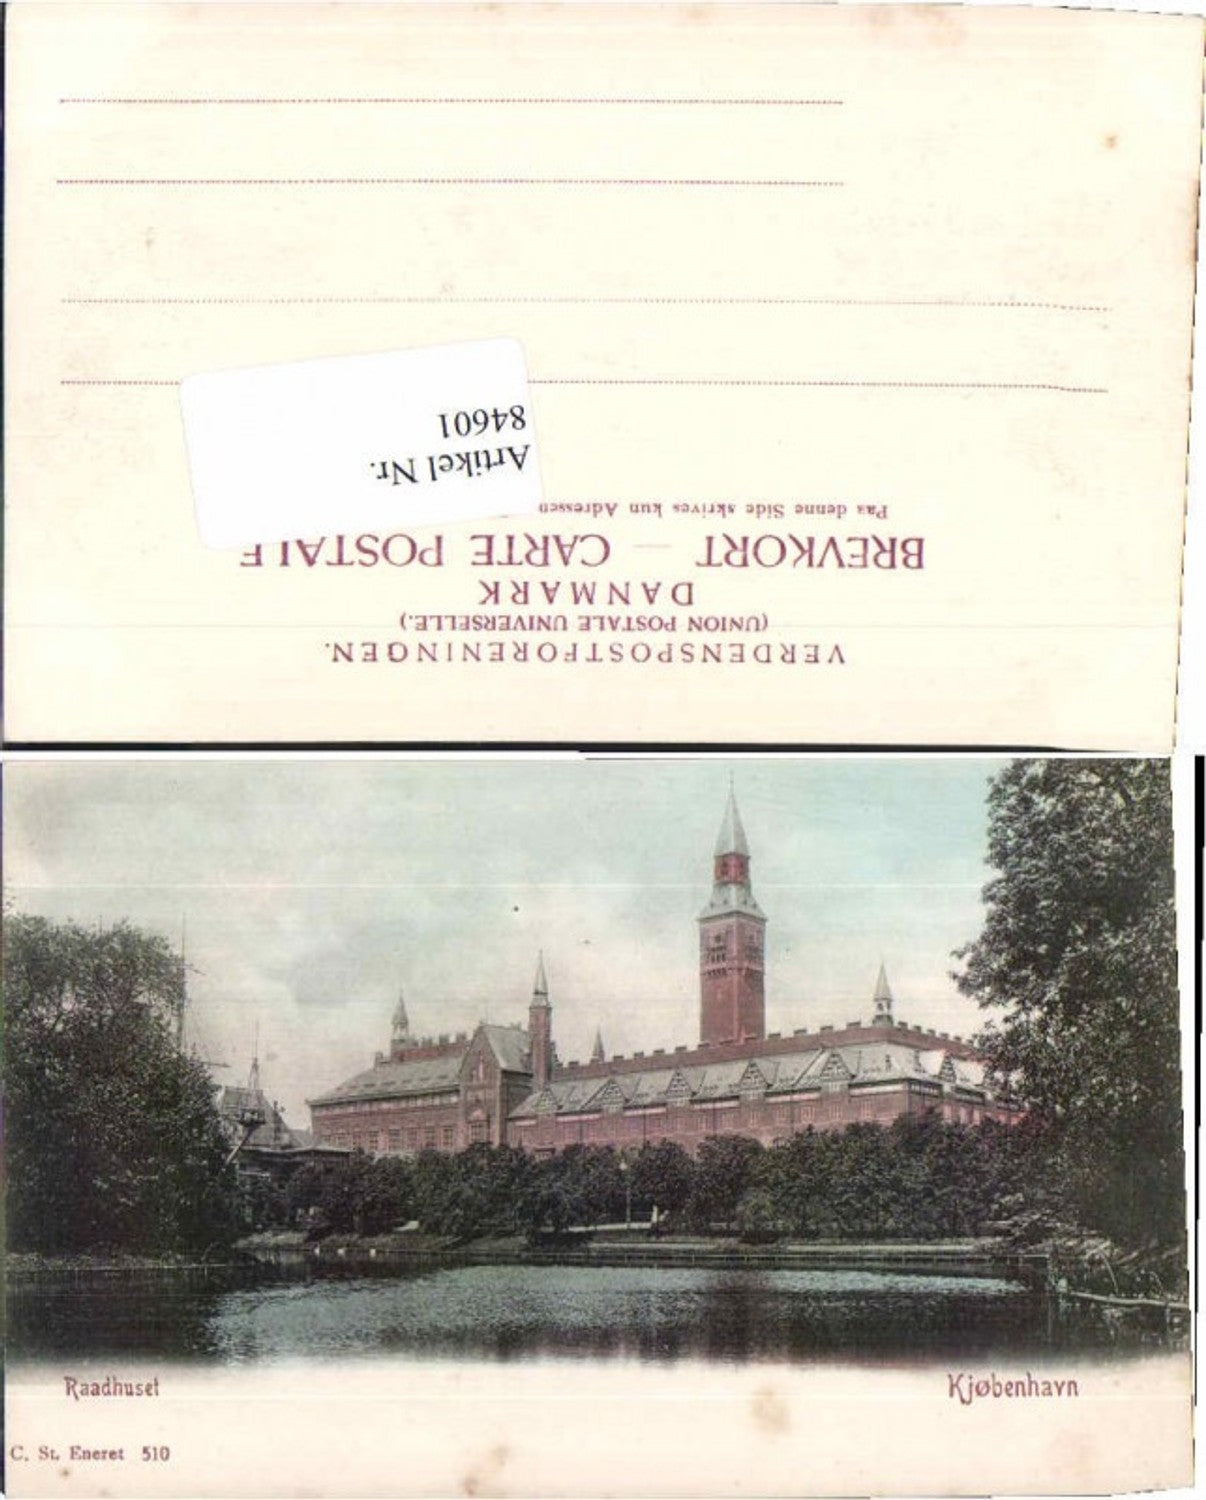 VERDENSPOSTFORENINGEN.
(UNION POSTALE UNIVERSELLE.)
DANMARK
BREVKORT — CARTE POSTALE
Paa denne Side skrives kun Adressen
Artikel Nr.
84601
Raadhuset
Kjøbenhavn
C. St. Eneret 510